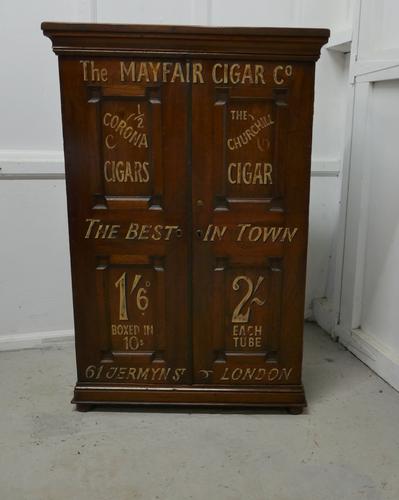 The MAYFAIR CIGAR Cº
½ CORONA CIGARS
THE CHURCHILL CIGAR
THE BEST IN TOWN
1'6º
BOXED IN
10s
2'/-
EACH
TUBE
61 JERMYN ST LONDON